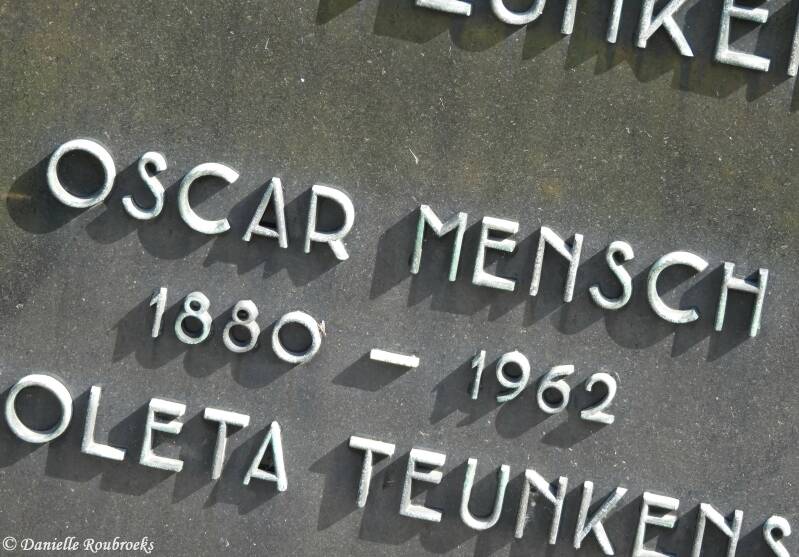 OSCAR MENSCH
1880 – 1962
OLETA TEUNKENS
© Danielle Roubroeks